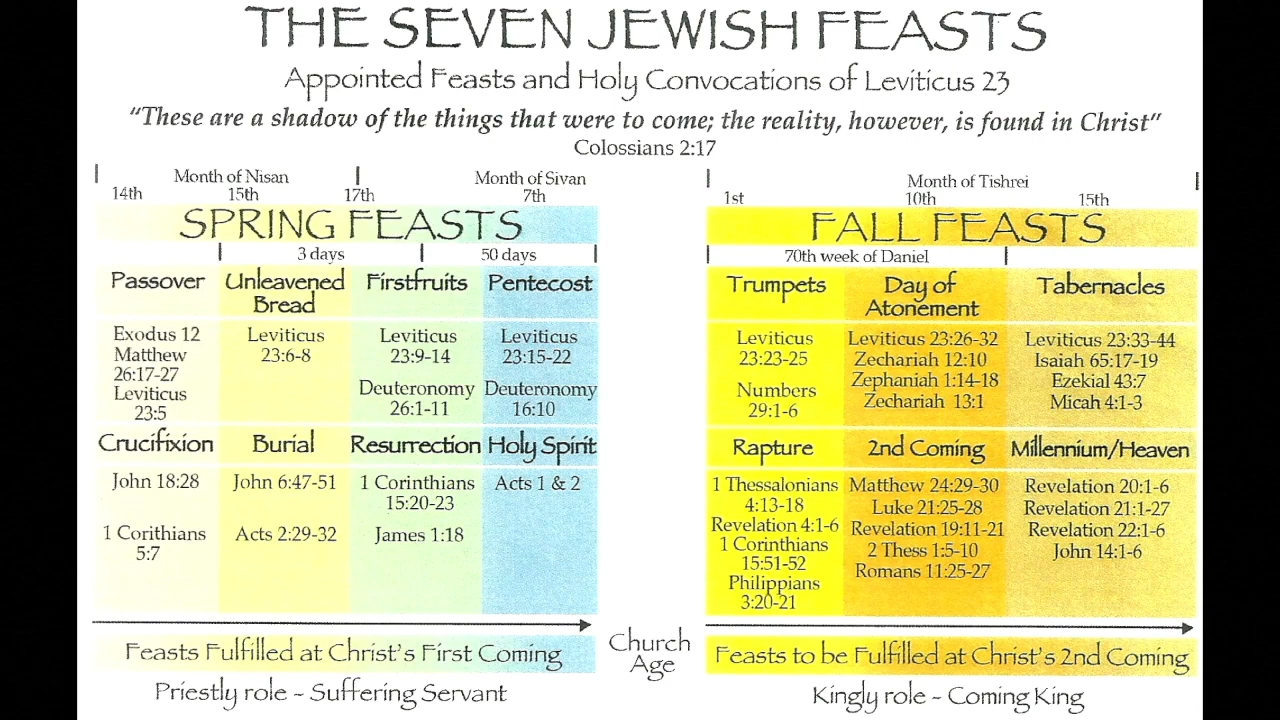 THE SEVEN JEWISH FEASTS
Appointed Feasts and Holy Convocations of Leviticus 23
“These are a shadow of the things that were to come; the reality, however, is found in Christ”
Colossians 2:17
Month of Nisan
Month of Sivan
14th 15th 17th 7th
SPRING FEASTS
3 days 50 days
Passover
Unleavened
Bread
Firstfruits
Pentecost
Exodus 12
Matthew
26:17-27
Leviticus
23:5
Leviticus
23:6-8
Leviticus
23:9-14
Deuteronomy
26:1-11
Leviticus
23:15-22
Deuteronomy
16:10
Crucifixion
Burial
Resurrection
Holy Spirit
John 18:28
1 Corithians
5:7
John 6:47-51
Acts 2:29-32
1 Corinthians
15:20-23
James 1:18
Acts 1 & 2
Feasts Fulfilled at Christ's First Coming
Priestly role - Suffering Servant
Church
Age
Month of Tishrei
1st 10th 15th
FALL FEASTS
70th week of Daniel
Trumpets
Day of
Atonement
Tabernacles
Leviticus
23:23-25
Numbers
29:1-6
Leviticus 23:26-32
Zechariah 12:10
Zephaniah 1:14-18
Zechariah 13:1
Leviticus 23:33-44
Isaiah 65:17-19
Ezekial 43:7
Micah 4:1-3
Rapture
2nd Coming
Millennium/Heaven
1 Thessalonians
4:13-18
Revelation 4:1-6
1 Corinthians
15:51-52
Philippians
3:20-21
Matthew 24:29-30
Luke 21:25-28
Revelation 19:11-21
2 Thess 1:5-10
Romans 11:25-27
Revelation 20:1-6
Revelation 21:1-27
Revelation 22:1-6
John 14:1-6
Feasts to be Fulfilled at Christ's 2nd Coming
Kingly role - Coming King